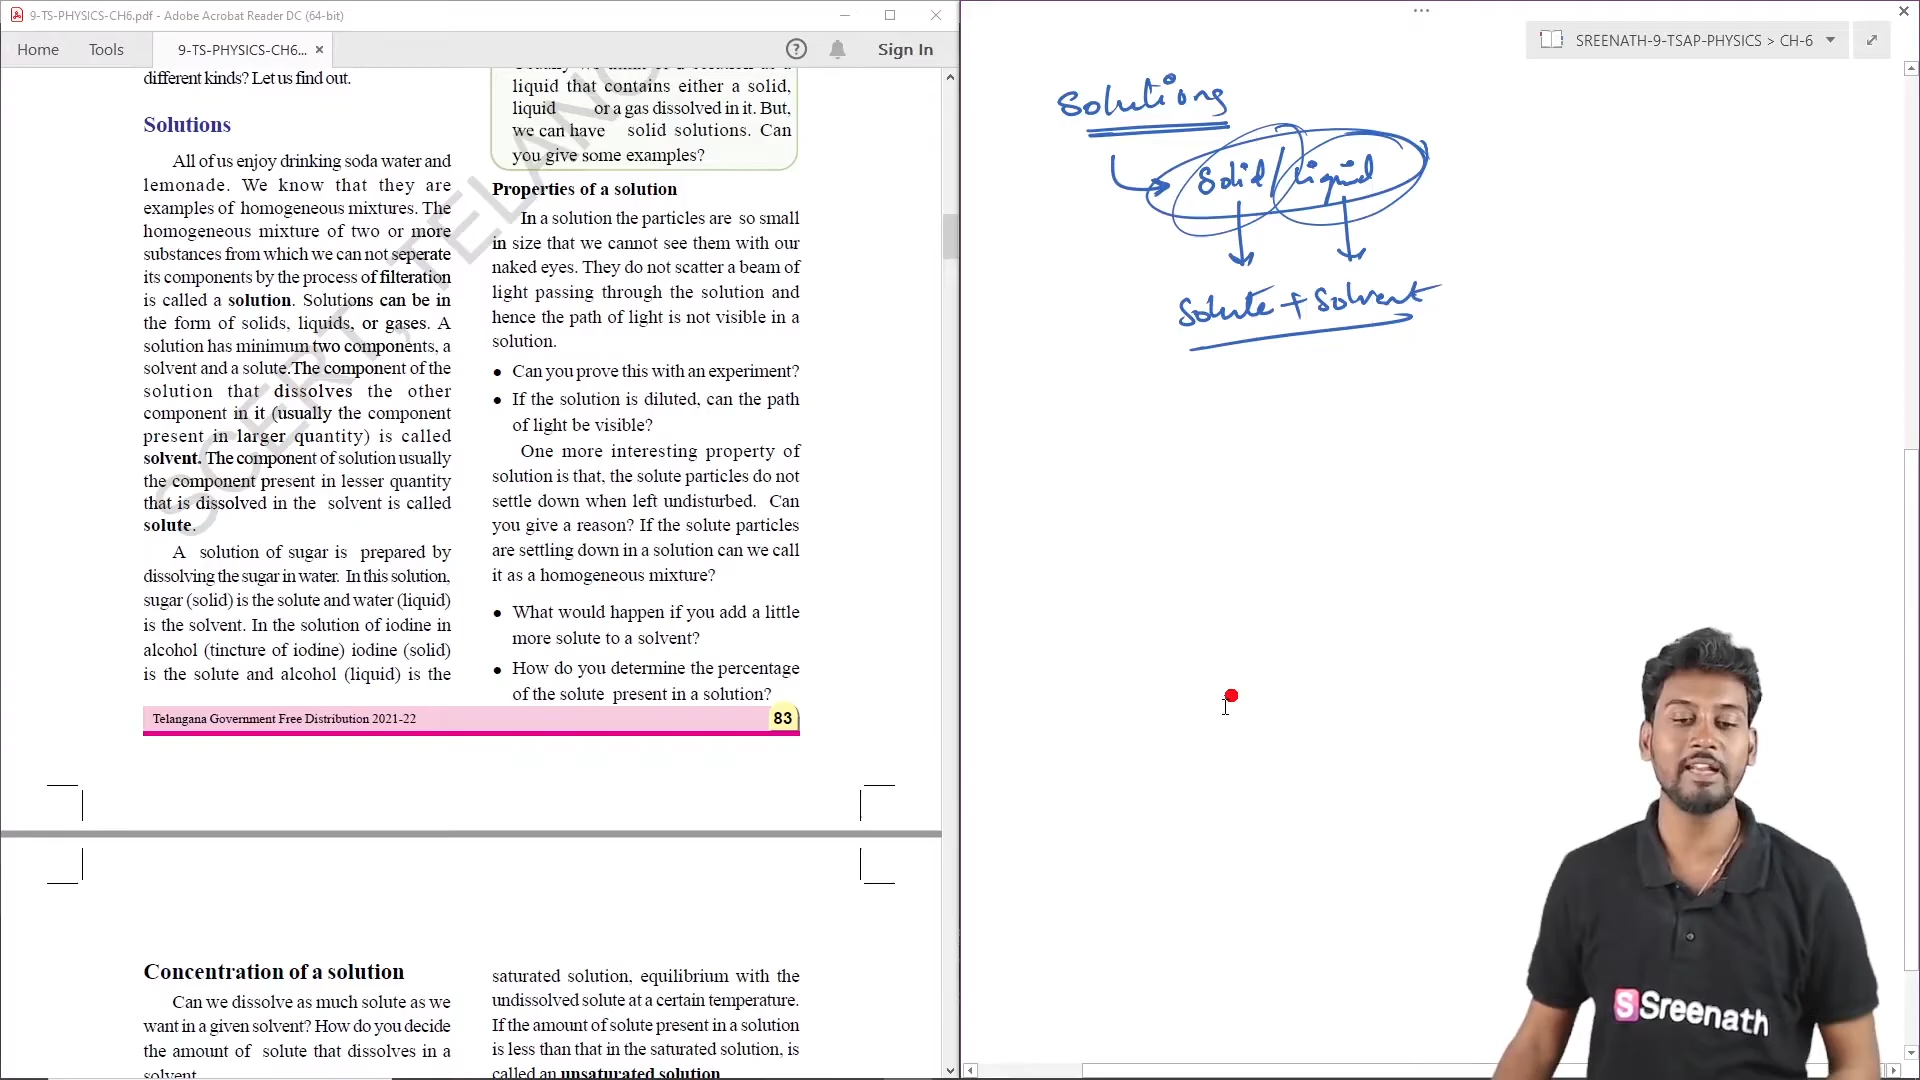 9-TS-PHYSICS-CH6.pdf - Adobe Acrobat Reader DC (64-bit)
Home Tools 9-TS-PHYSICS-CH6... × ? Sign In
different kinds? Let us find out.
Solutions
All of us enjoy drinking soda water and
lemonade. We know that they are
examples of homogeneous mixtures. The
homogeneous mixture of two or more
substances from which we can not seperate
its components by the process of filteration
is called a solution. Solutions can be in
the form of solids, liquids, or gases. A
solution has minimum two components, a
solvent and a solute.The component of the
solution that dissolves the other
component in it (usually the component
present in larger quantity) is called
solvent. The component of solution usually
the component present in lesser quantity
that is dissolved in the solvent is called
solute.
A solution of sugar is prepared by
dissolving the sugar in water. In this solution,
sugar (solid) is the solute and water (liquid)
is the solvent. In the solution of iodine in
alcohol (tincture of iodine) iodine (solid)
is the solute and alcohol (liquid) is the
liquid that contains either a solid,
liquid or a gas dissolved in it. But,
we can have solid solutions. Can
you give some examples?
Properties of a solution
In a solution the particles are so small
in size that we cannot see them with our
naked eyes. They do not scatter a beam of
light passing through the solution and
hence the path of light is not visible in a
solution.
• Can you prove this with an experiment?
• If the solution is diluted, can the path
of light be visible?
One more interesting property of
solution is that, the solute particles do not
settle down when left undisturbed. Can
you give a reason? If the solute particles
are settling down in a solution can we call
it as a homogeneous mixture?
• What would happen if you add a little
more solute to a solvent?
• How do you determine the percentage
of the solute present in a solution?
Telangana Government Free Distribution 2021-22 83
SCERT, TELANG
Concentration of a solution
Can we dissolve as much solute as we
want in a given solvent? How do you decide
the amount of solute that dissolves in a
solvent
saturated solution, equilibrium with the
undissolved solute at a certain temperature.
If the amount of solute present in a solution
is less than that in the saturated solution, is
called an unsaturated solution
SREENATH-9-TSAP-PHYSICS > CH-6
Solutions
Solid/liquid
Solute + Solvent
S Sreenath